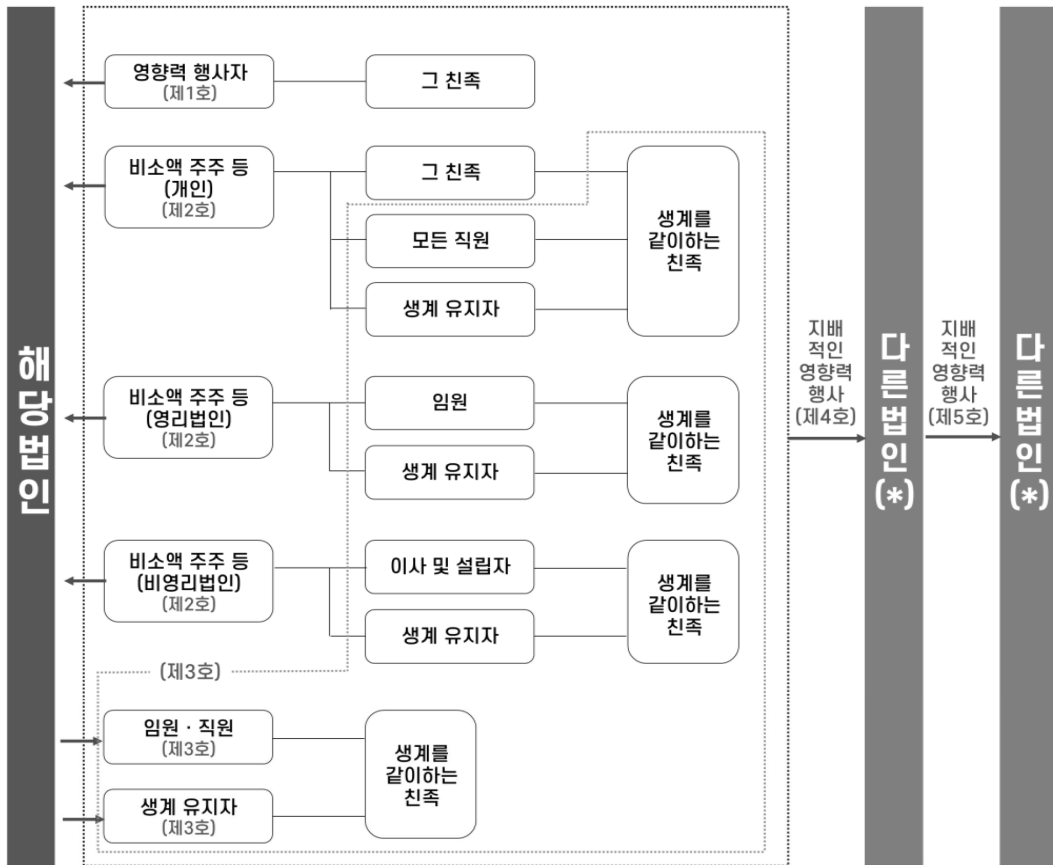 해당법인
영향력 행사자
(제1호)
그 친족
비소액 주주 등
(개인)
(제2호)
그 친족
모든 직원
생계 유지자
생계를
같이하는
친족
비소액 주주 등
(영리법인)
(제2호)
임원
생계 유지자
생계를
같이하는
친족
비소액 주주 등
(비영리법인)
(제2호)
이사 및 설립자
생계 유지자
생계를
같이하는
친족
(제3호)
임원 · 직원
(제3호)
생계 유지자
(제3호)
생계를
같이하는
친족
지배
적인
영향력
행사
(제4호)
다른법인(*)
지배
적인
영향력
행사
(제5호)
다른법인(*)